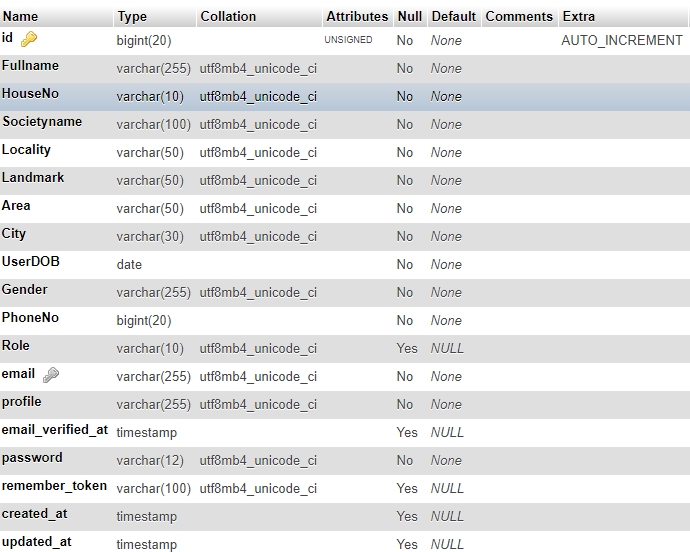 Name Type Collation Attributes Null Default Comments Extra
id bigint(20) UNSIGNED No None AUTO_INCREMENT
Fullname varchar(255) utf8mb4_unicode_ci No None
HouseNo varchar(10) utf8mb4_unicode_ci No None
Societyname varchar(100) utf8mb4_unicode_ci No None
Locality varchar(50) utf8mb4_unicode_ci No None
Landmark varchar(50) utf8mb4_unicode_ci No None
Area varchar(50) utf8mb4_unicode_ci No None
City varchar(30) utf8mb4_unicode_ci No None
UserDOB date No None
Gender varchar(255) utf8mb4_unicode_ci No None
PhoneNo bigint(20) No None
Role varchar(10) utf8mb4_unicode_ci Yes NULL
email varchar(255) utf8mb4_unicode_ci No None
profile varchar(255) utf8mb4_unicode_ci No None
email_verified_at timestamp Yes NULL
password varchar(12) utf8mb4_unicode_ci No None
remember_token varchar(100) utf8mb4_unicode_ci Yes NULL
created_at timestamp Yes NULL
updated_at timestamp Yes NULL